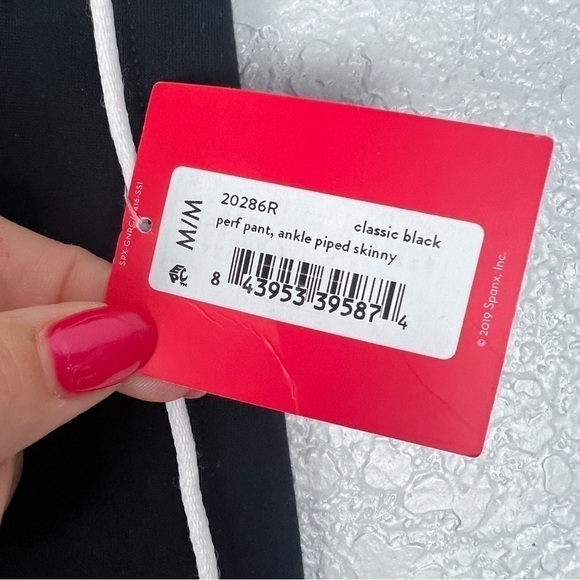 20286R
classic black
M/M
perf pant, ankle piped skinny
8 43953 39587 4
© 2019 Spanx, Inc.